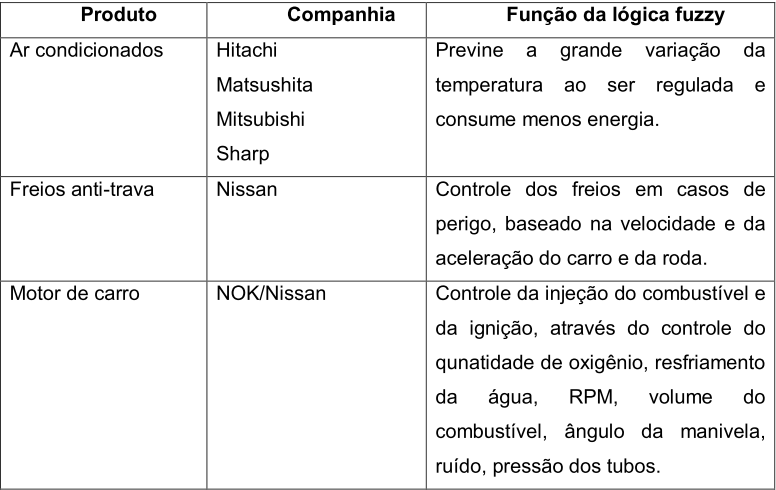 Produto Companhia Função da lógica fuzzy
Ar condicionados
Hitachi
Matsushita
Mitsubishi
Sharp
Previne a grande variação da
temperatura ao ser regulada e
consume menos energia.
Freios anti-trava
Nissan
Controle dos freios em casos de
perigo, baseado na velocidade e da
aceleração do carro e da roda.
Motor de carro
NOK/Nissan
Controle da injeção do combustível e
da ignição, através do controle do
qunatidade de oxigênio, resfriamento
da água, RPM, volume do
combustível, ângulo da manivela,
ruído, pressão dos tubos.